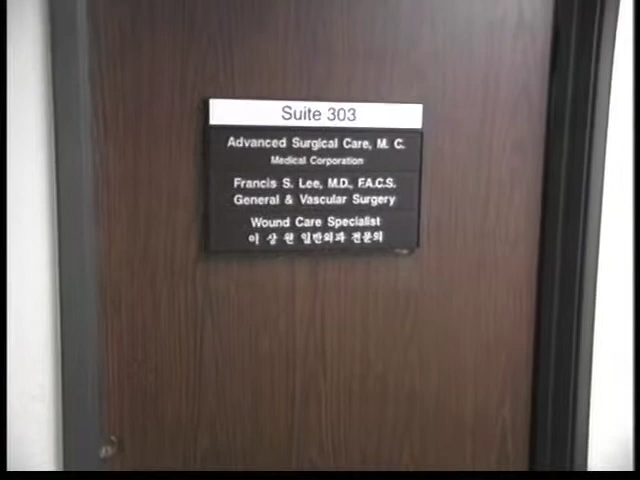 Suite 303
Advanced Surgical Care, M. C.
Medical Corporation
Francis S. Lee, M.D., F.A.C.S.
General & Vascular Surgery
Wound Care Specialist
이 상 원 일반외과 전문의